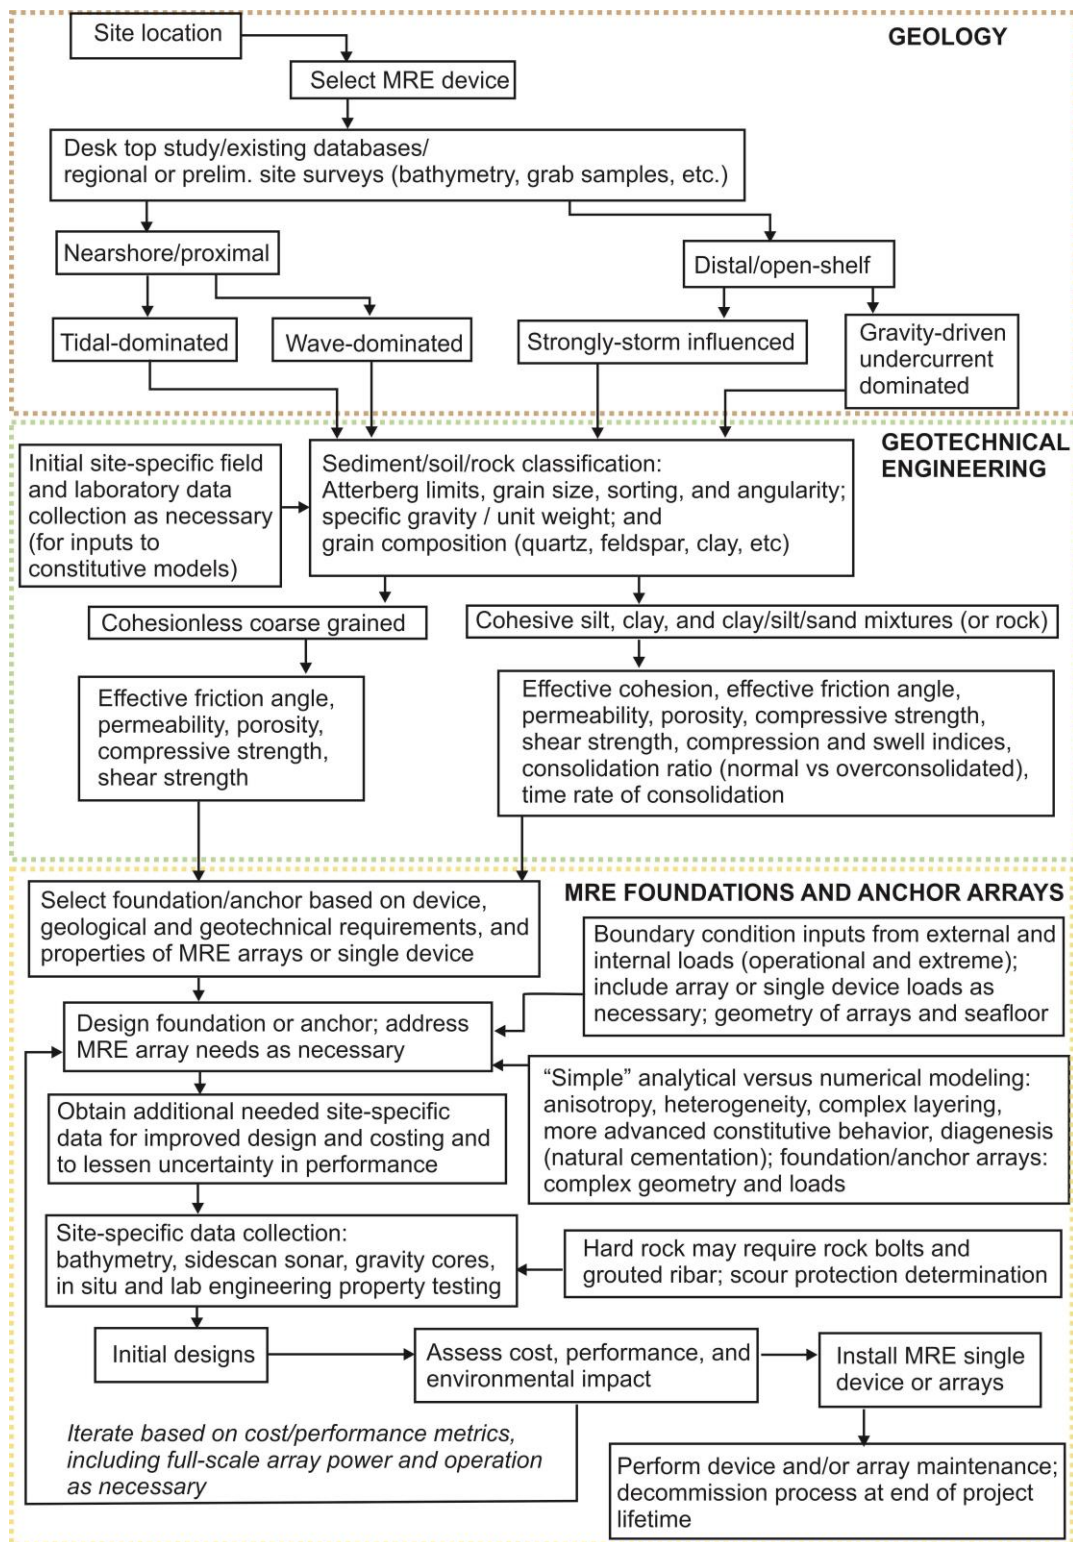 Site location
GEOLOGY
Select MRE device
Desk top study/existing databases/
regional or prelim. site surveys (bathymetry, grab samples, etc.)
Nearshore/proximal
Distal/open-shelf
Tidal-dominated
Wave-dominated
Strongly-storm influenced
Gravity-driven
undercurrent
dominated
GEOTECHNICAL
ENGINEERING
Initial site-specific field
and laboratory data
collection as necessary
(for inputs to
constitutive models)
Sediment/soil/rock classification:
Atterberg limits, grain size, sorting, and angularity;
specific gravity / unit weight; and
grain composition (quartz, feldspar, clay, etc)
Cohesionless coarse grained
Cohesive silt, clay, and clay/silt/sand mixtures (or rock)
Effective friction angle,
permeability, porosity,
compressive strength,
shear strength
Effective cohesion, effective friction angle,
permeability, porosity, compressive strength,
shear strength, compression and swell indices,
consolidation ratio (normal vs overconsolidated),
time rate of consolidation
MRE FOUNDATIONS AND ANCHOR ARRAYS
Select foundation/anchor based on device,
geological and geotechnical requirements, and
properties of MRE arrays or single device
Boundary condition inputs from external and
internal loads (operational and extreme);
include array or single device loads as
necessary; geometry of arrays and seafloor
Design foundation or anchor; address
MRE array needs as necessary
“Simple” analytical versus numerical modeling:
anisotropy, heterogeneity, complex layering,
more advanced constitutive behavior, diagenesis
(natural cementation); foundation/anchor arrays:
complex geometry and loads
Obtain additional needed site-specific
data for improved design and costing and
to lessen uncertainty in performance
Site-specific data collection:
bathymetry, sidescan sonar, gravity cores,
in situ and lab engineering property testing
Hard rock may require rock bolts and
grouted ribar; scour protection determination
Initial designs
Assess cost, performance, and
environmental impact
Install MRE single
device or arrays
Iterate based on cost/performance metrics,
including full-scale array power and operation
as necessary
Perform device and/or array maintenance;
decommission process at end of project
lifetime